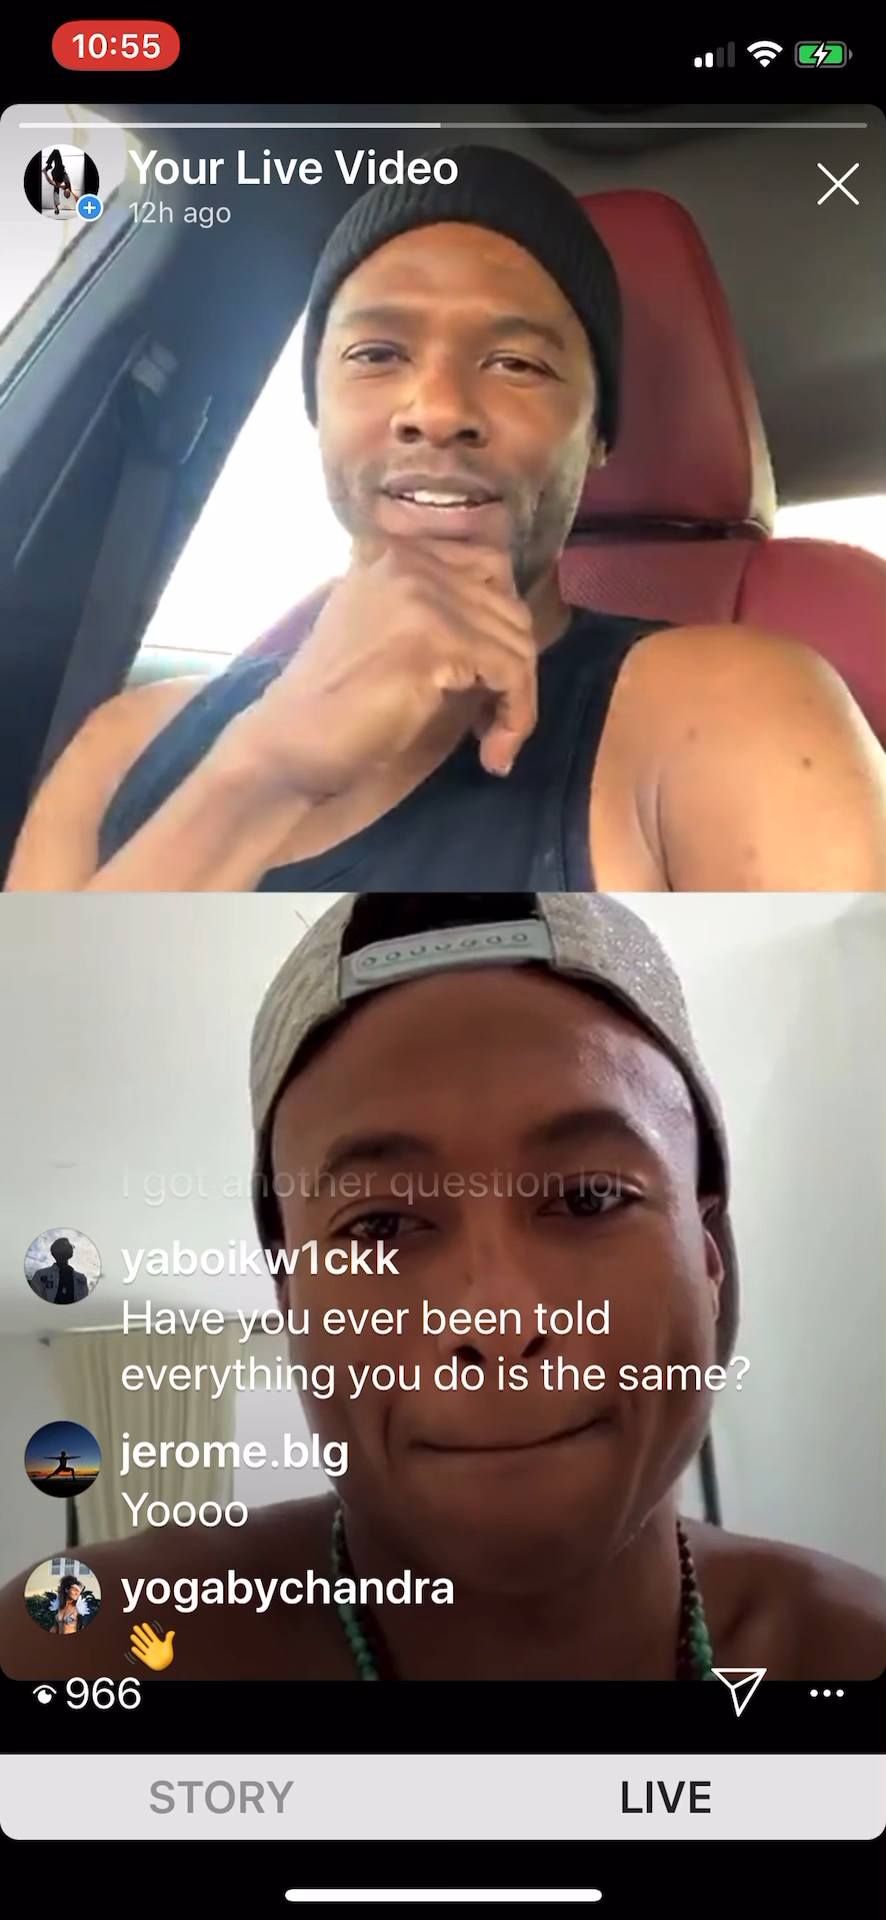 10:55
Your Live Video
12h ago
I got another question lol
yaboikw1ckk
Have you ever been told
everything you do is the same?
jerome.blg
Yoooo
yogabychandra
👋
966
STORY
LIVE